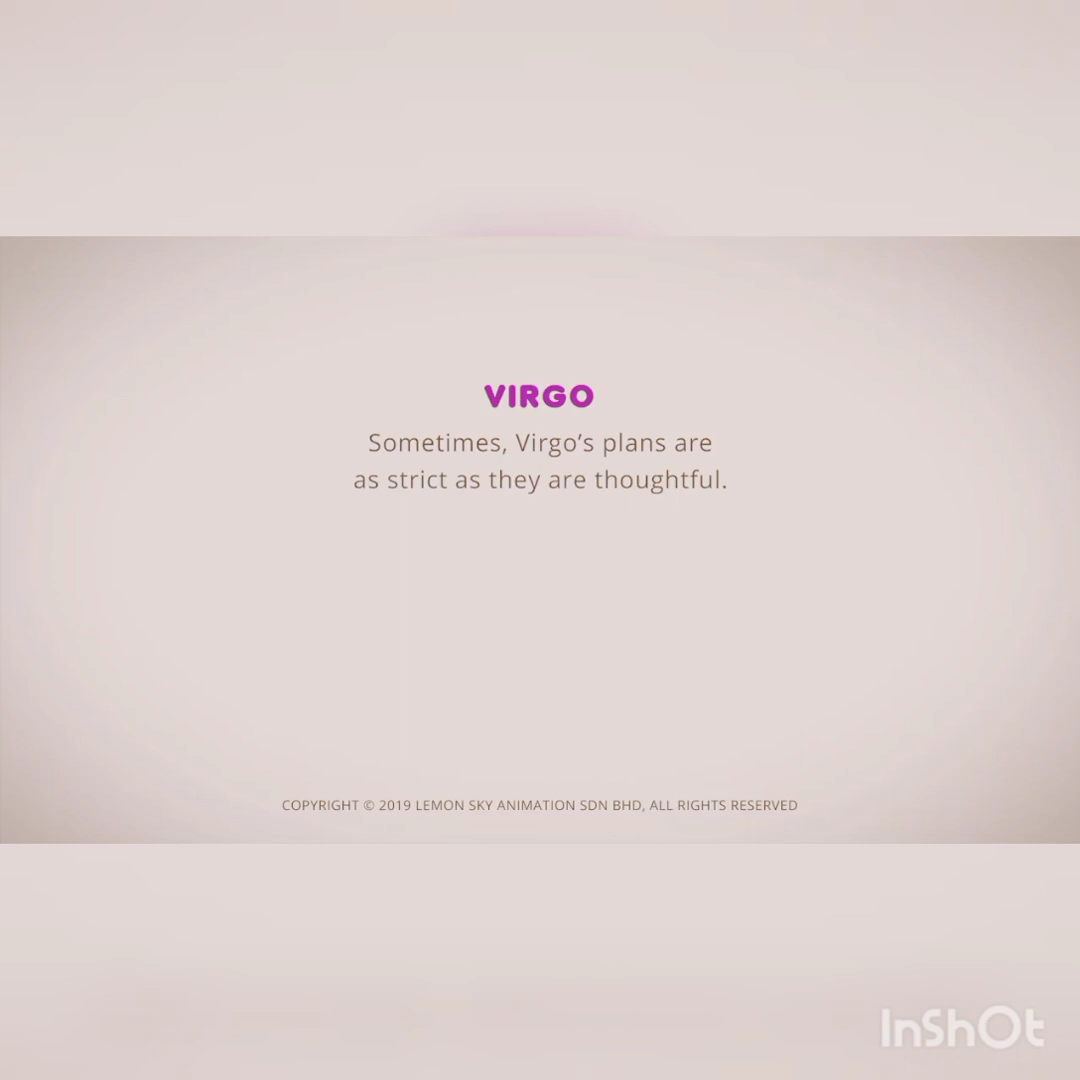 VIRGO
Sometimes, Virgo’s plans are
as strict as they are thoughtful.
COPYRIGHT © 2019 LEMON SKY ANIMATION SDN BHD, ALL RIGHTS RESERVED
InShOt